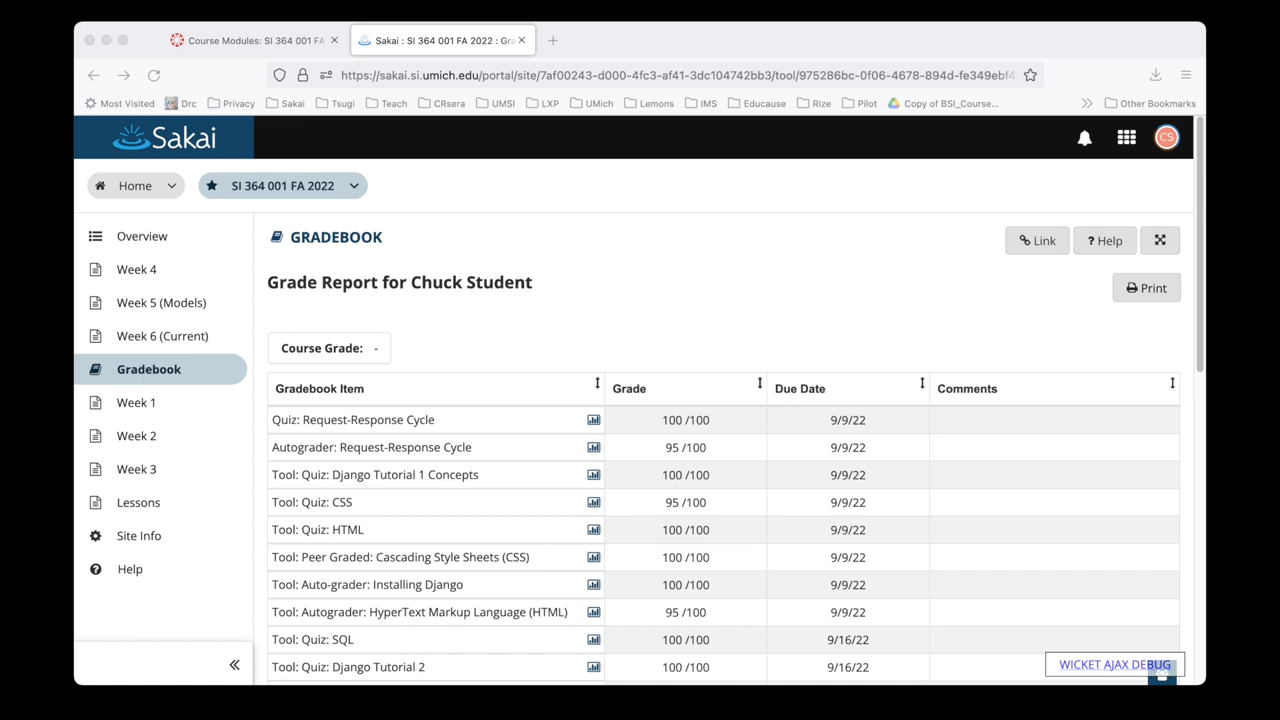 Course Modules: SI 364 001 FA
Sakai : SI 364 001 FA 2022 : Gra
https://sakai.si.umich.edu/portal/site/7af00243-d000-4fc3-af41-3dc104742bb3/tool/975286bc-0f06-4678-894d-fe349ebf4
Most Visited Drc Privacy Sakai Tsugi Teach CRsera UMSI LXP UMich Lemons IMS Educause Rize Pilot Copy of BSI_Course... Other Bookmarks
Sakai
CS
Home SI 364 001 FA 2022
Overview
Week 4
Week 5 (Models)
Week 6 (Current)
Gradebook
Week 1
Week 2
Week 3
Lessons
Site Info
Help
GRADEBOOK
Link ? Help
Grade Report for Chuck Student
Print
Course Grade: -
Gradebook Item Grade Due Date Comments
Quiz: Request-Response Cycle 100 /100 9/9/22
Autograder: Request-Response Cycle 95 /100 9/9/22
Tool: Quiz: Django Tutorial 1 Concepts 100 /100 9/9/22
Tool: Quiz: CSS 95 /100 9/9/22
Tool: Quiz: HTML 100 /100 9/9/22
Tool: Peer Graded: Cascading Style Sheets (CSS) 100 /100 9/9/22
Tool: Auto-grader: Installing Django 100 /100 9/9/22
Tool: Autograder: HyperText Markup Language (HTML) 95 /100 9/9/22
Tool: Quiz: SQL 100 /100 9/16/22
Tool: Quiz: Django Tutorial 2 100 /100 9/16/22
WICKET AJAX DEBUG